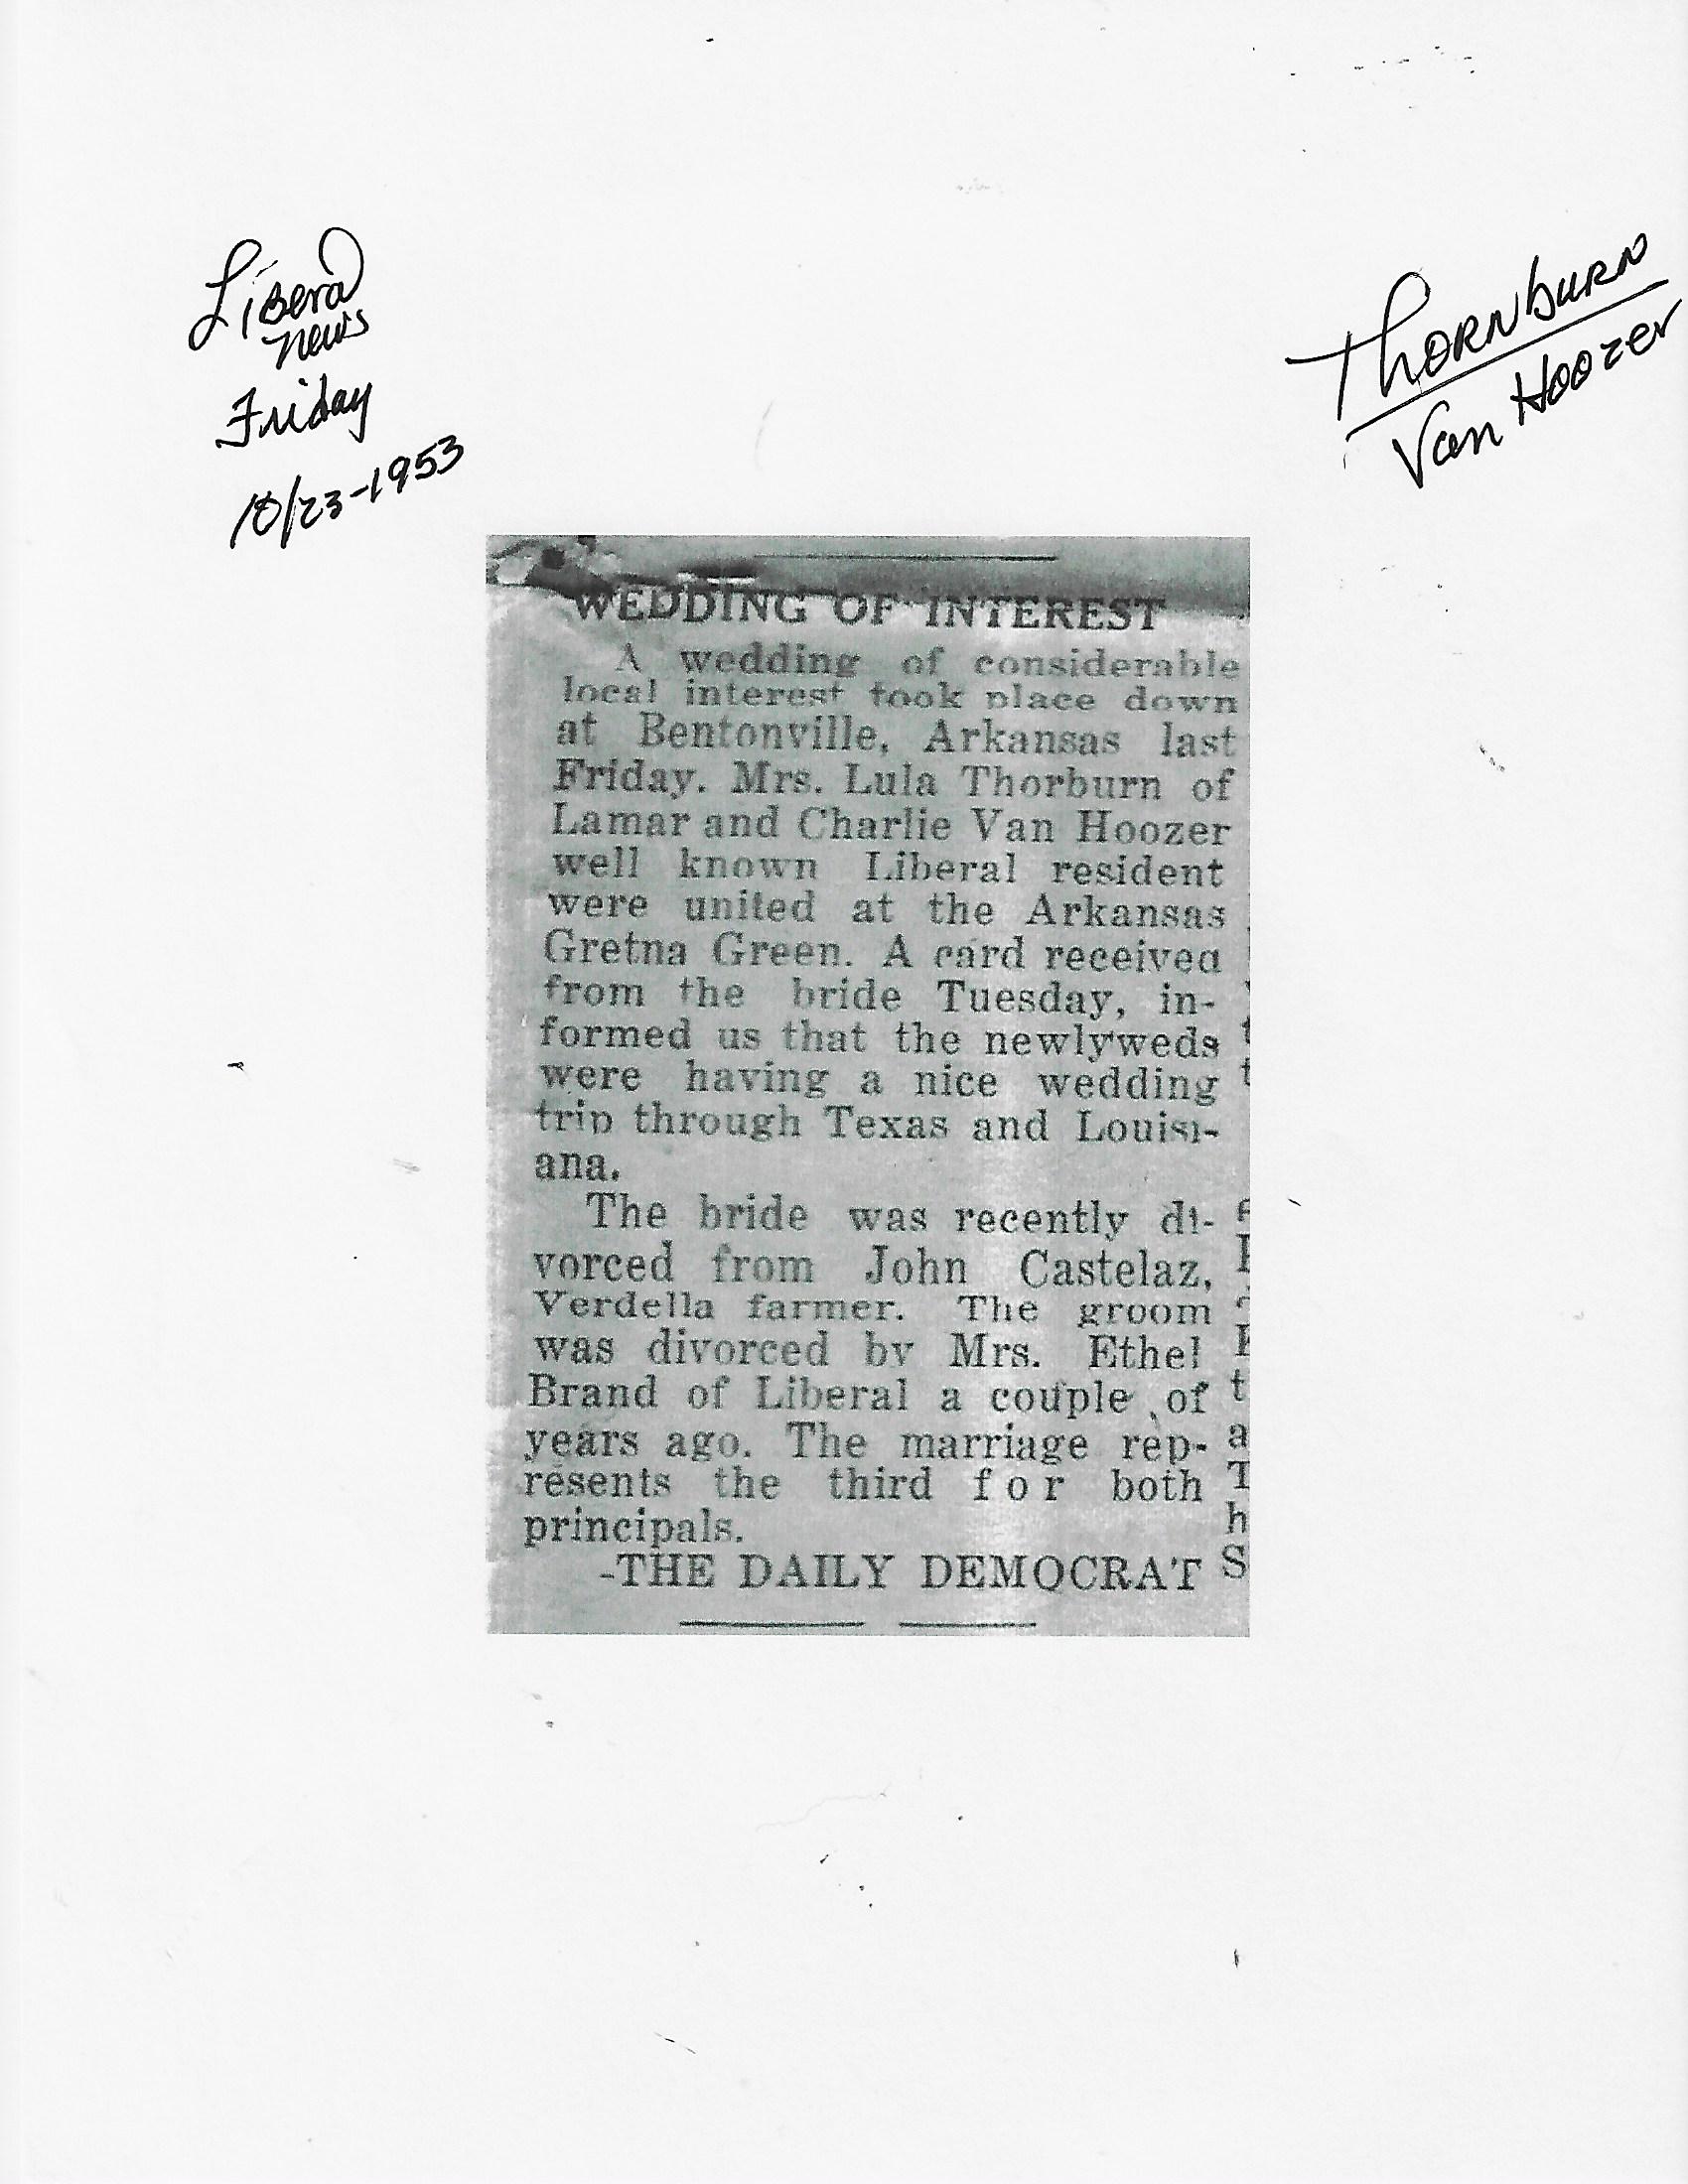 Liberal
News
Friday
10/23-1953
Thornburn
Van Hoozer
WEDDING OF INTEREST
A wedding of considerable
local interest took place down
at Bentonville, Arkansas last
Friday. Mrs. Lula Thorburn of
Lamar and Charlie Van Hoozer
well known Liberal resident
were united at the Arkansas
Gretna Green. A card received
from the bride Tuesday, in-
formed us that the newlyweds
were having a nice wedding
trip through Texas and Louisi-
ana.
The bride was recently di-
vorced from John Castelaz,
Verdella farmer. The groom
was divorced by Mrs. Ethel
Brand of Liberal a couple of
years ago. The marriage rep-
resents the third for both
principals.
-THE DAILY DEMOCRAT